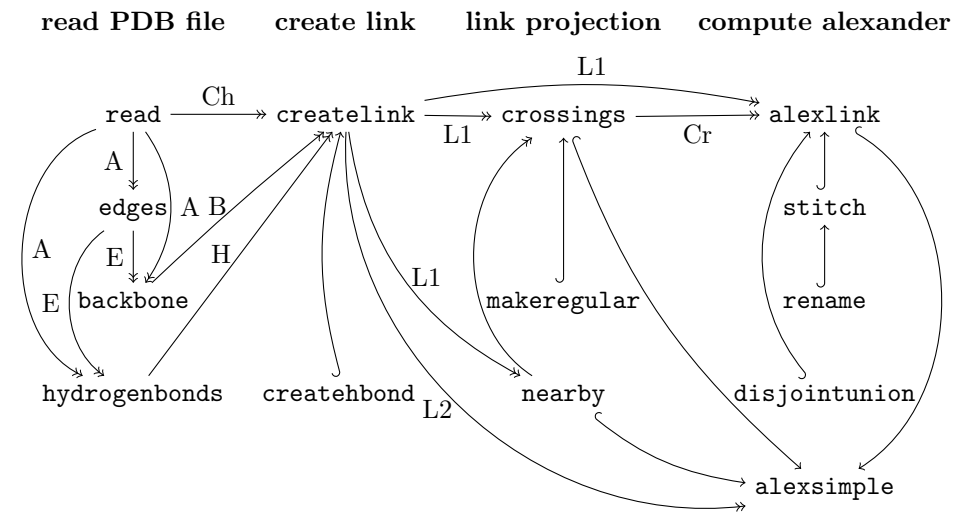 read PDB file create link link projection compute alexander
L1
read Ch createlink L1 crossings Cr alexlink
A
edges A B stitch
A E H L1
E backbone makeregular rename
hydrogenbonds createhbond L2 nearby disjointunion
alexsimple